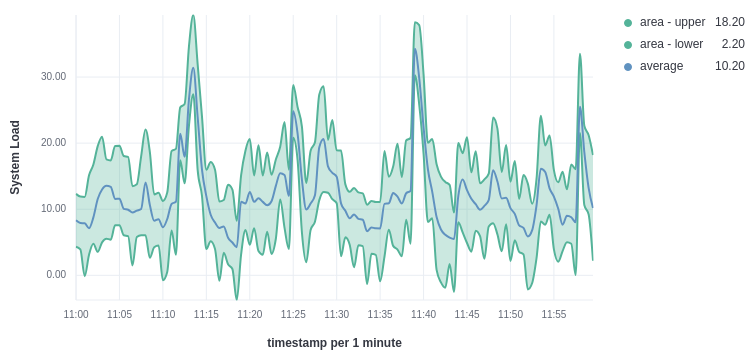 area - upper 18.20
area - lower 2.20
average 10.20
System Load
30.00
20.00
10.00
0.00
11:00 11:05 11:10 11:15 11:20 11:25 11:30 11:35 11:40 11:45 11:50 11:55
timestamp per 1 minute